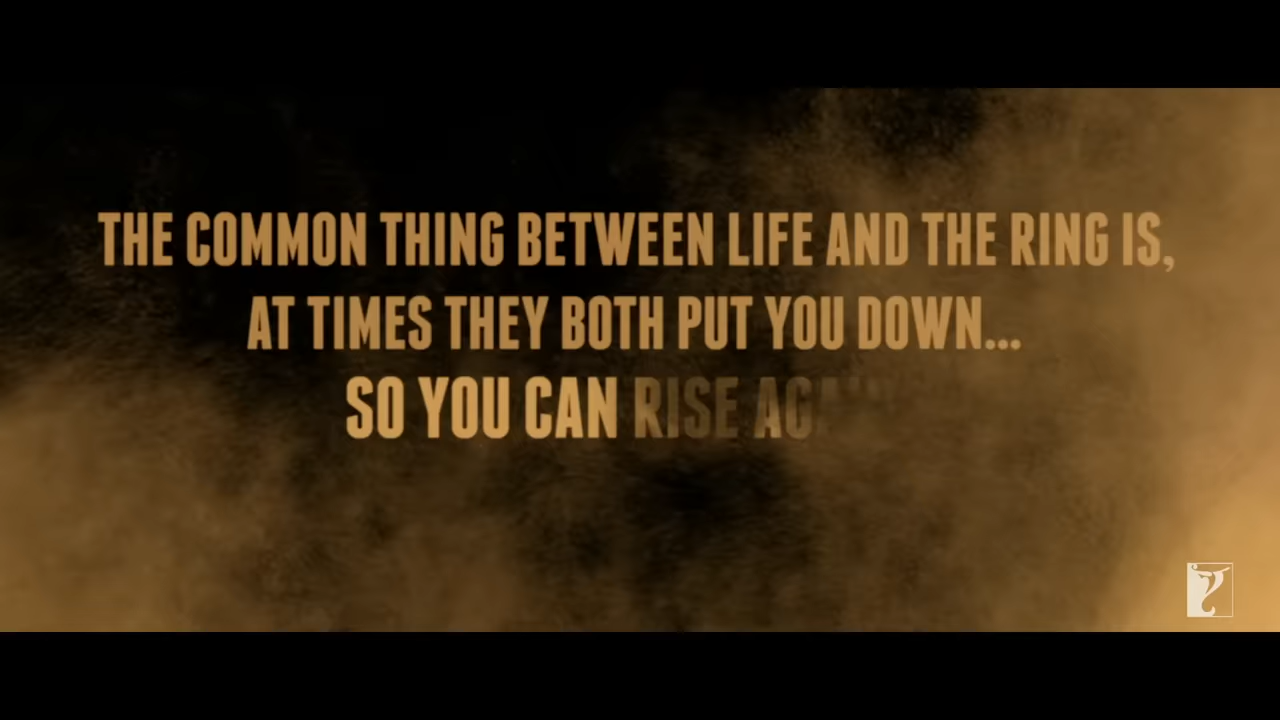 THE COMMON THING BETWEEN LIFE AND THE RING IS,
AT TIMES THEY BOTH PUT YOU DOWN...
SO YOU CAN RISE